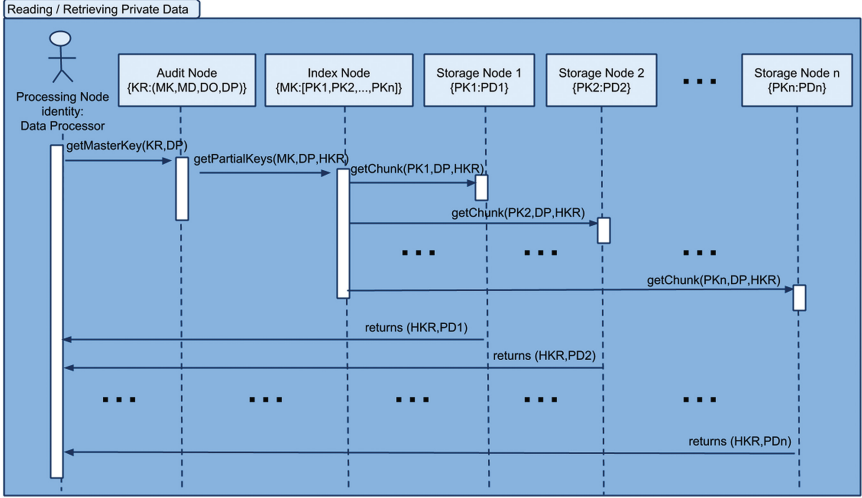 Reading / Retrieving Private Data
Processing Node
identity:
Data Processor
Audit Node
{KR:(MK,MD,DO,DP)}
Index Node
{MK:[PK1,PK2,...,PKn]}
Storage Node 1
{PK1:PD1}
Storage Node 2
{PK2:PD2}
Storage Node n
{PKn:PDn}
getMasterKey(KR,DP)
getPartialKeys(MK,DP,HKR)
getChunk(PK1,DP,HKR)
getChunk(PK2,DP,HKR)
getChunk(PKn,DP,HKR)
returns (HKR,PD1)
returns (HKR,PD2)
returns (HKR,PDn)